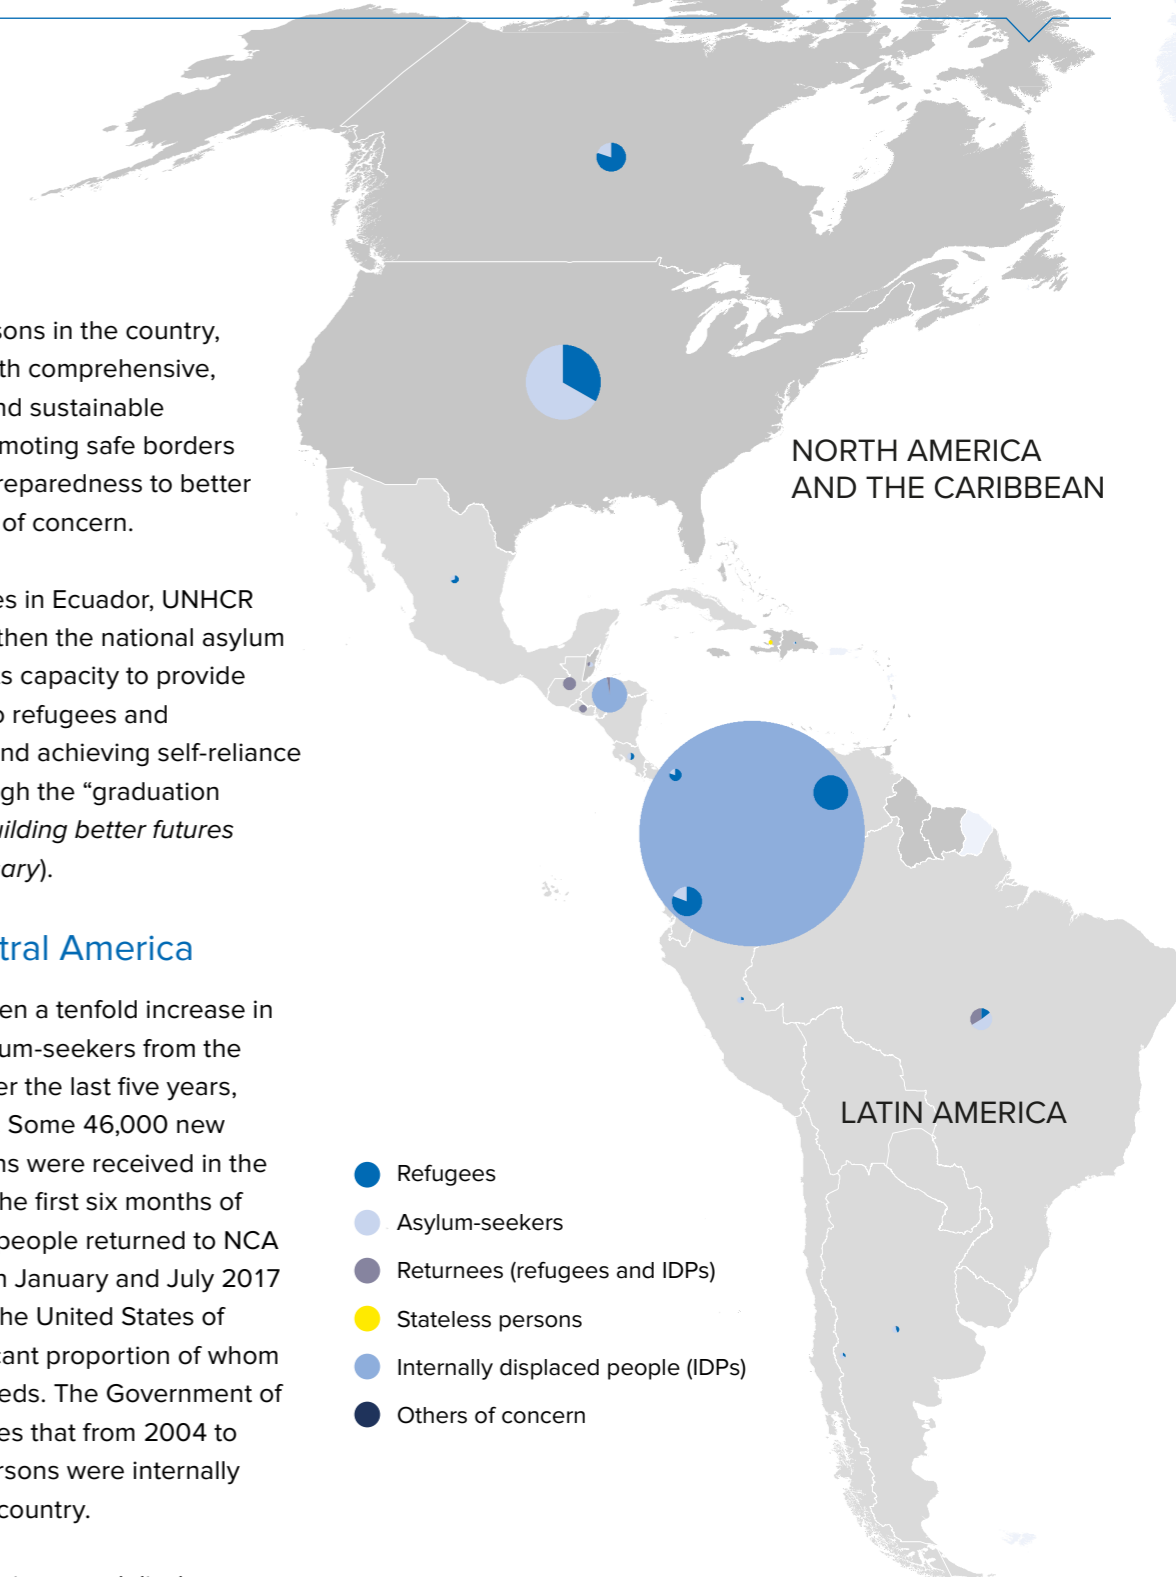 sons in the country,
th comprehensive,
nd sustainable
moting safe borders
reparedness to better
of concern.
es in Ecuador, UNHCR
then the national asylum
s capacity to provide
o refugees and
nd achieving self-reliance
gh the “graduation
uilding better futures
ary).
tral America
en a tenfold increase in
um-seekers from the
er the last five years,
Some 46,000 new
ns were received in the
he first six months of
people returned to NCA
n January and July 2017
he United States of
cant proportion of whom
eds. The Government of
es that from 2004 to
rsons were internally
country.
NORTH AMERICA
AND THE CARIBBEAN
LATIN AMERICA
Refugees
Asylum-seekers
Returnees (refugees and IDPs)
Stateless persons
Internally displaced people (IDPs)
Others of concern